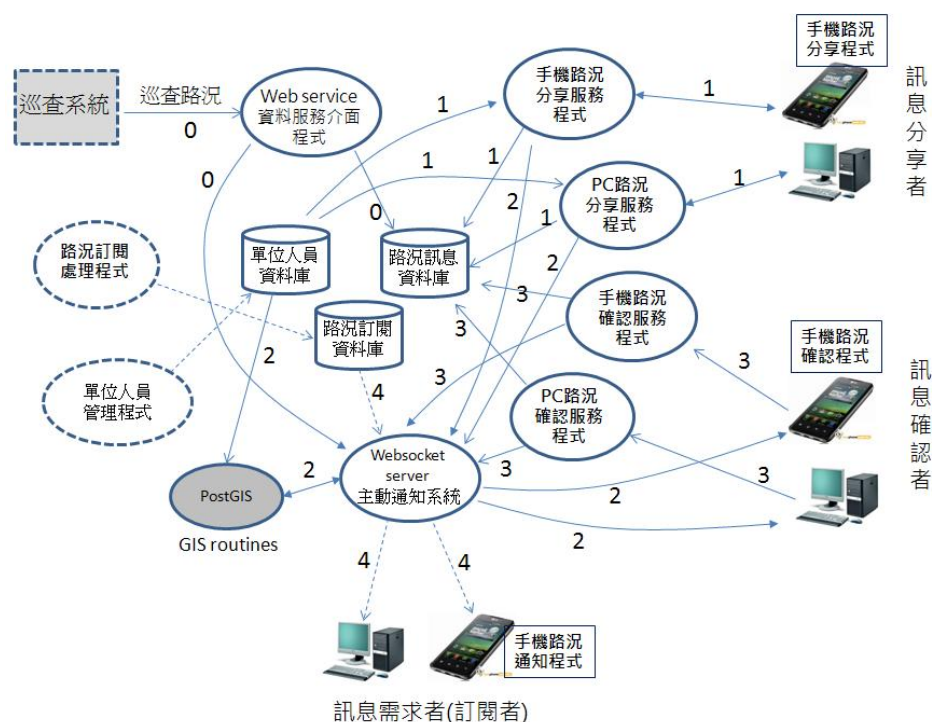 手機路況
分享程式
訊息分享者
巡查系統
巡查路況
0
Web service
資料服務介面
程式
手機路況
分享服務
程式
1
1
1
1
0
2
0
PC路況
分享服務
程式
1
1
2
路況訂閱
處理程式
單位人員
資料庫
路況訊息
資料庫
3
手機路況
確認服務
程式
路況訂閱
資料庫
3
手機路況
確認程式
訊息確認者
2
單位人員
管理程式
4
3
PC路況
確認服務
程式
3
3
3
Websocket
server
主動通知系統
PostGIS
2
2
2
GIS routines
4
4
手機路況
通知程式
訊息需求者(訂閱者)